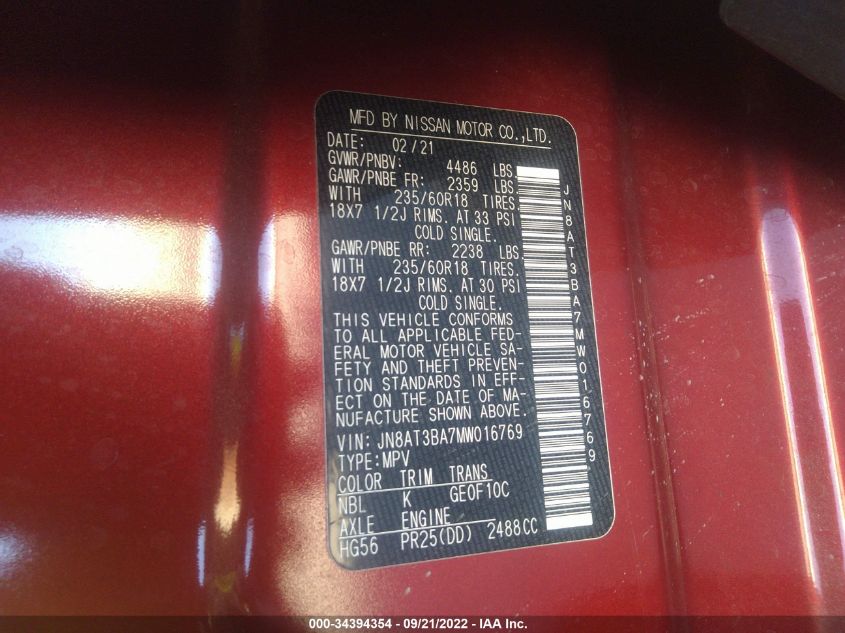 MFD BY NISSAN MOTOR CO.,LTD.
DATE: 02/21
GVWR/PNBV: 4486 LBS.
GAWR/PNBE FR: 2359 LBS
WITH 235/60R18 TIRES
18X7 1/2J RIMS. AT 33 PSI
COLD SINGLE.
GAWR/PNBE RR: 2238 LBS.
WITH 235/60R18 TIRES.
18X7 1/2J RIMS. AT 30 PSI
COLD SINGLE.
THIS VEHICLE CONFORMS
TO ALL APPLICABLE FED-
ERAL MOTOR VEHICLE SA-
FETY AND THEFT PREVEN-
TION STANDARDS IN EFF-
ECT ON THE DATE OF MA-
NUFACTURE SHOWN ABOVE.
VIN: JN8AT3BA7MW016769
TYPE:MPV
COLOR TRIM TRANS
NBL K GEOF10C
AXLE ENGINE
HG56 PR25(DD) 2488CC
JN8AT3BA7MW016769
000-34394354 - 09/21/2022 - IAA Inc.